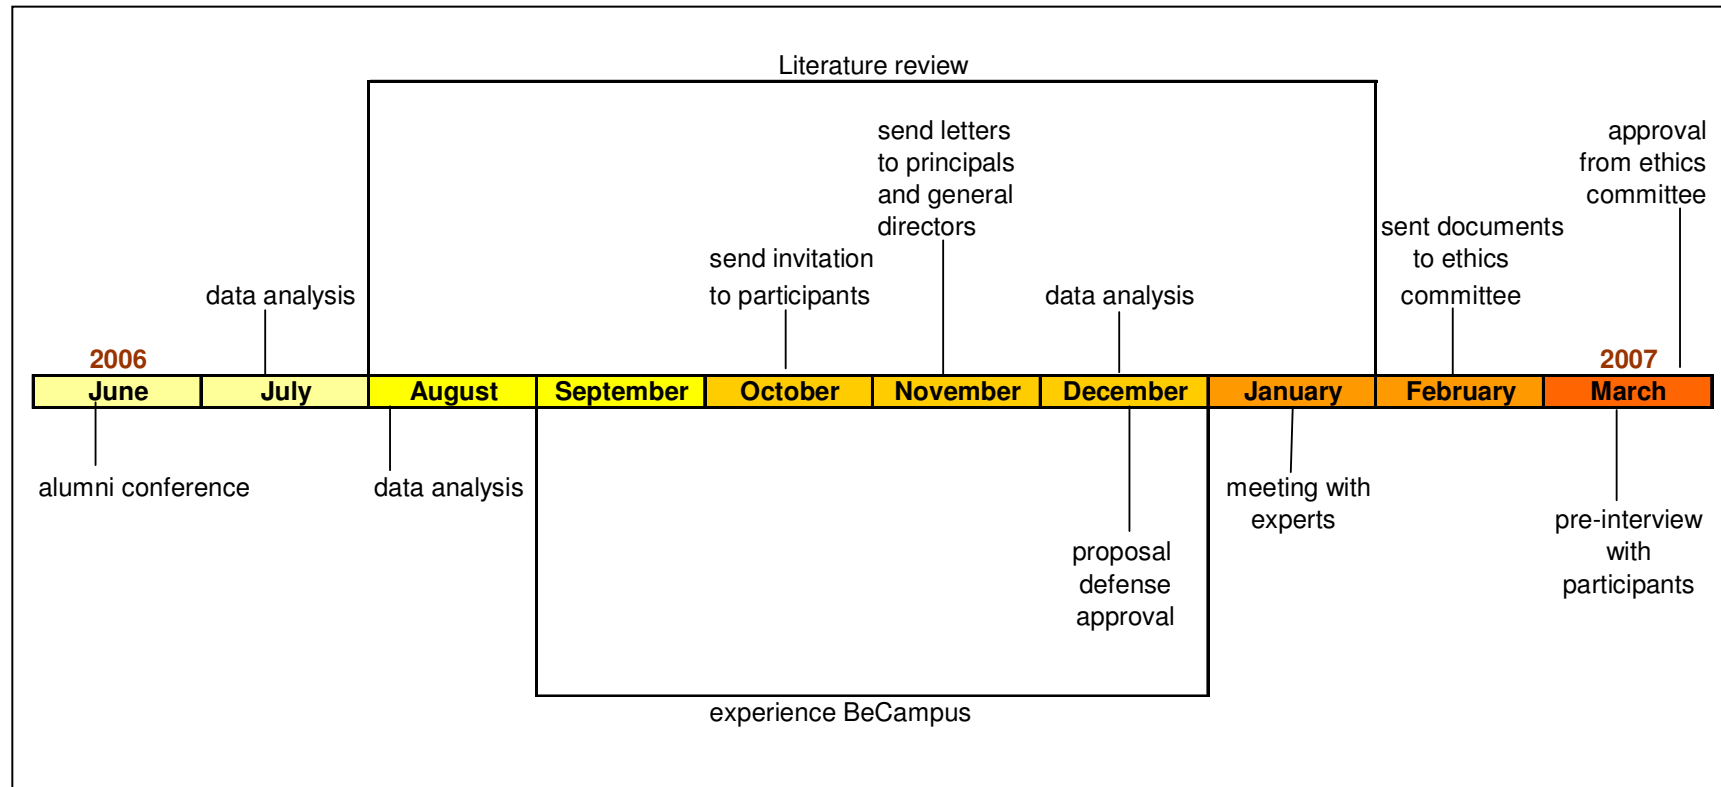 Literature review
send letters
to principals
and general
directors
approval
from ethics
committee
send invitation
to participants
sent documents
to ethics
committee
data analysis
data analysis
2006
2007
June
July
August
September
October
November
December
January
February
March
alumni conference
data analysis
meeting with
experts
pre-interview
with
participants
proposal
defense
approval
experience BeCampus